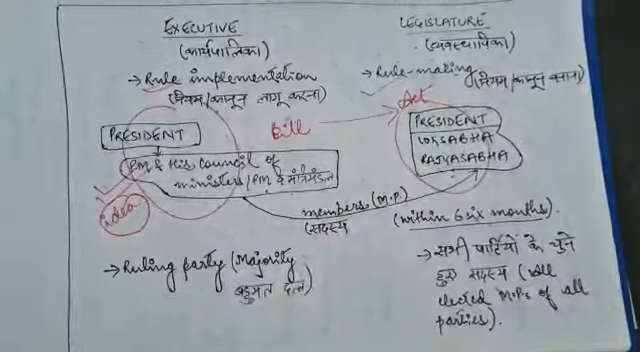 EXECUTIVE
(कार्यपालिका)
→ Rule implementation
(नियम/कानून लागू करना)
PRESIDENT
PM & His Council of
ministers/PM व मंत्रिमंडल
idea
Bill
→ Ruling party (Majority
बहुमत दल)
LEGISLATURE
(व्यवस्थापिका)
→ Rule-making
(नियम/कानून बनाना)
Act
PRESIDENT
LOKSABHA
RAJYASABHA
members (M.P.)
(सदस्य
(within 6 six months).
→ सभी पार्टियों के चुने
हुए सदस्य (all
elected M.P's of all
parties).